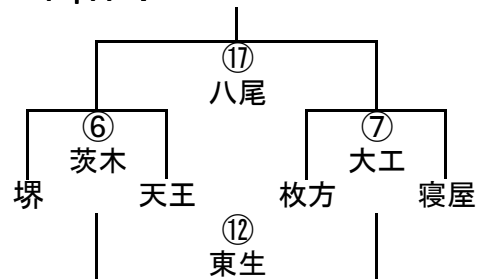 ⑰
八尾
⑥ ⑦
茨木 大工
堺 天王 枚方 寝屋
⑫
東生